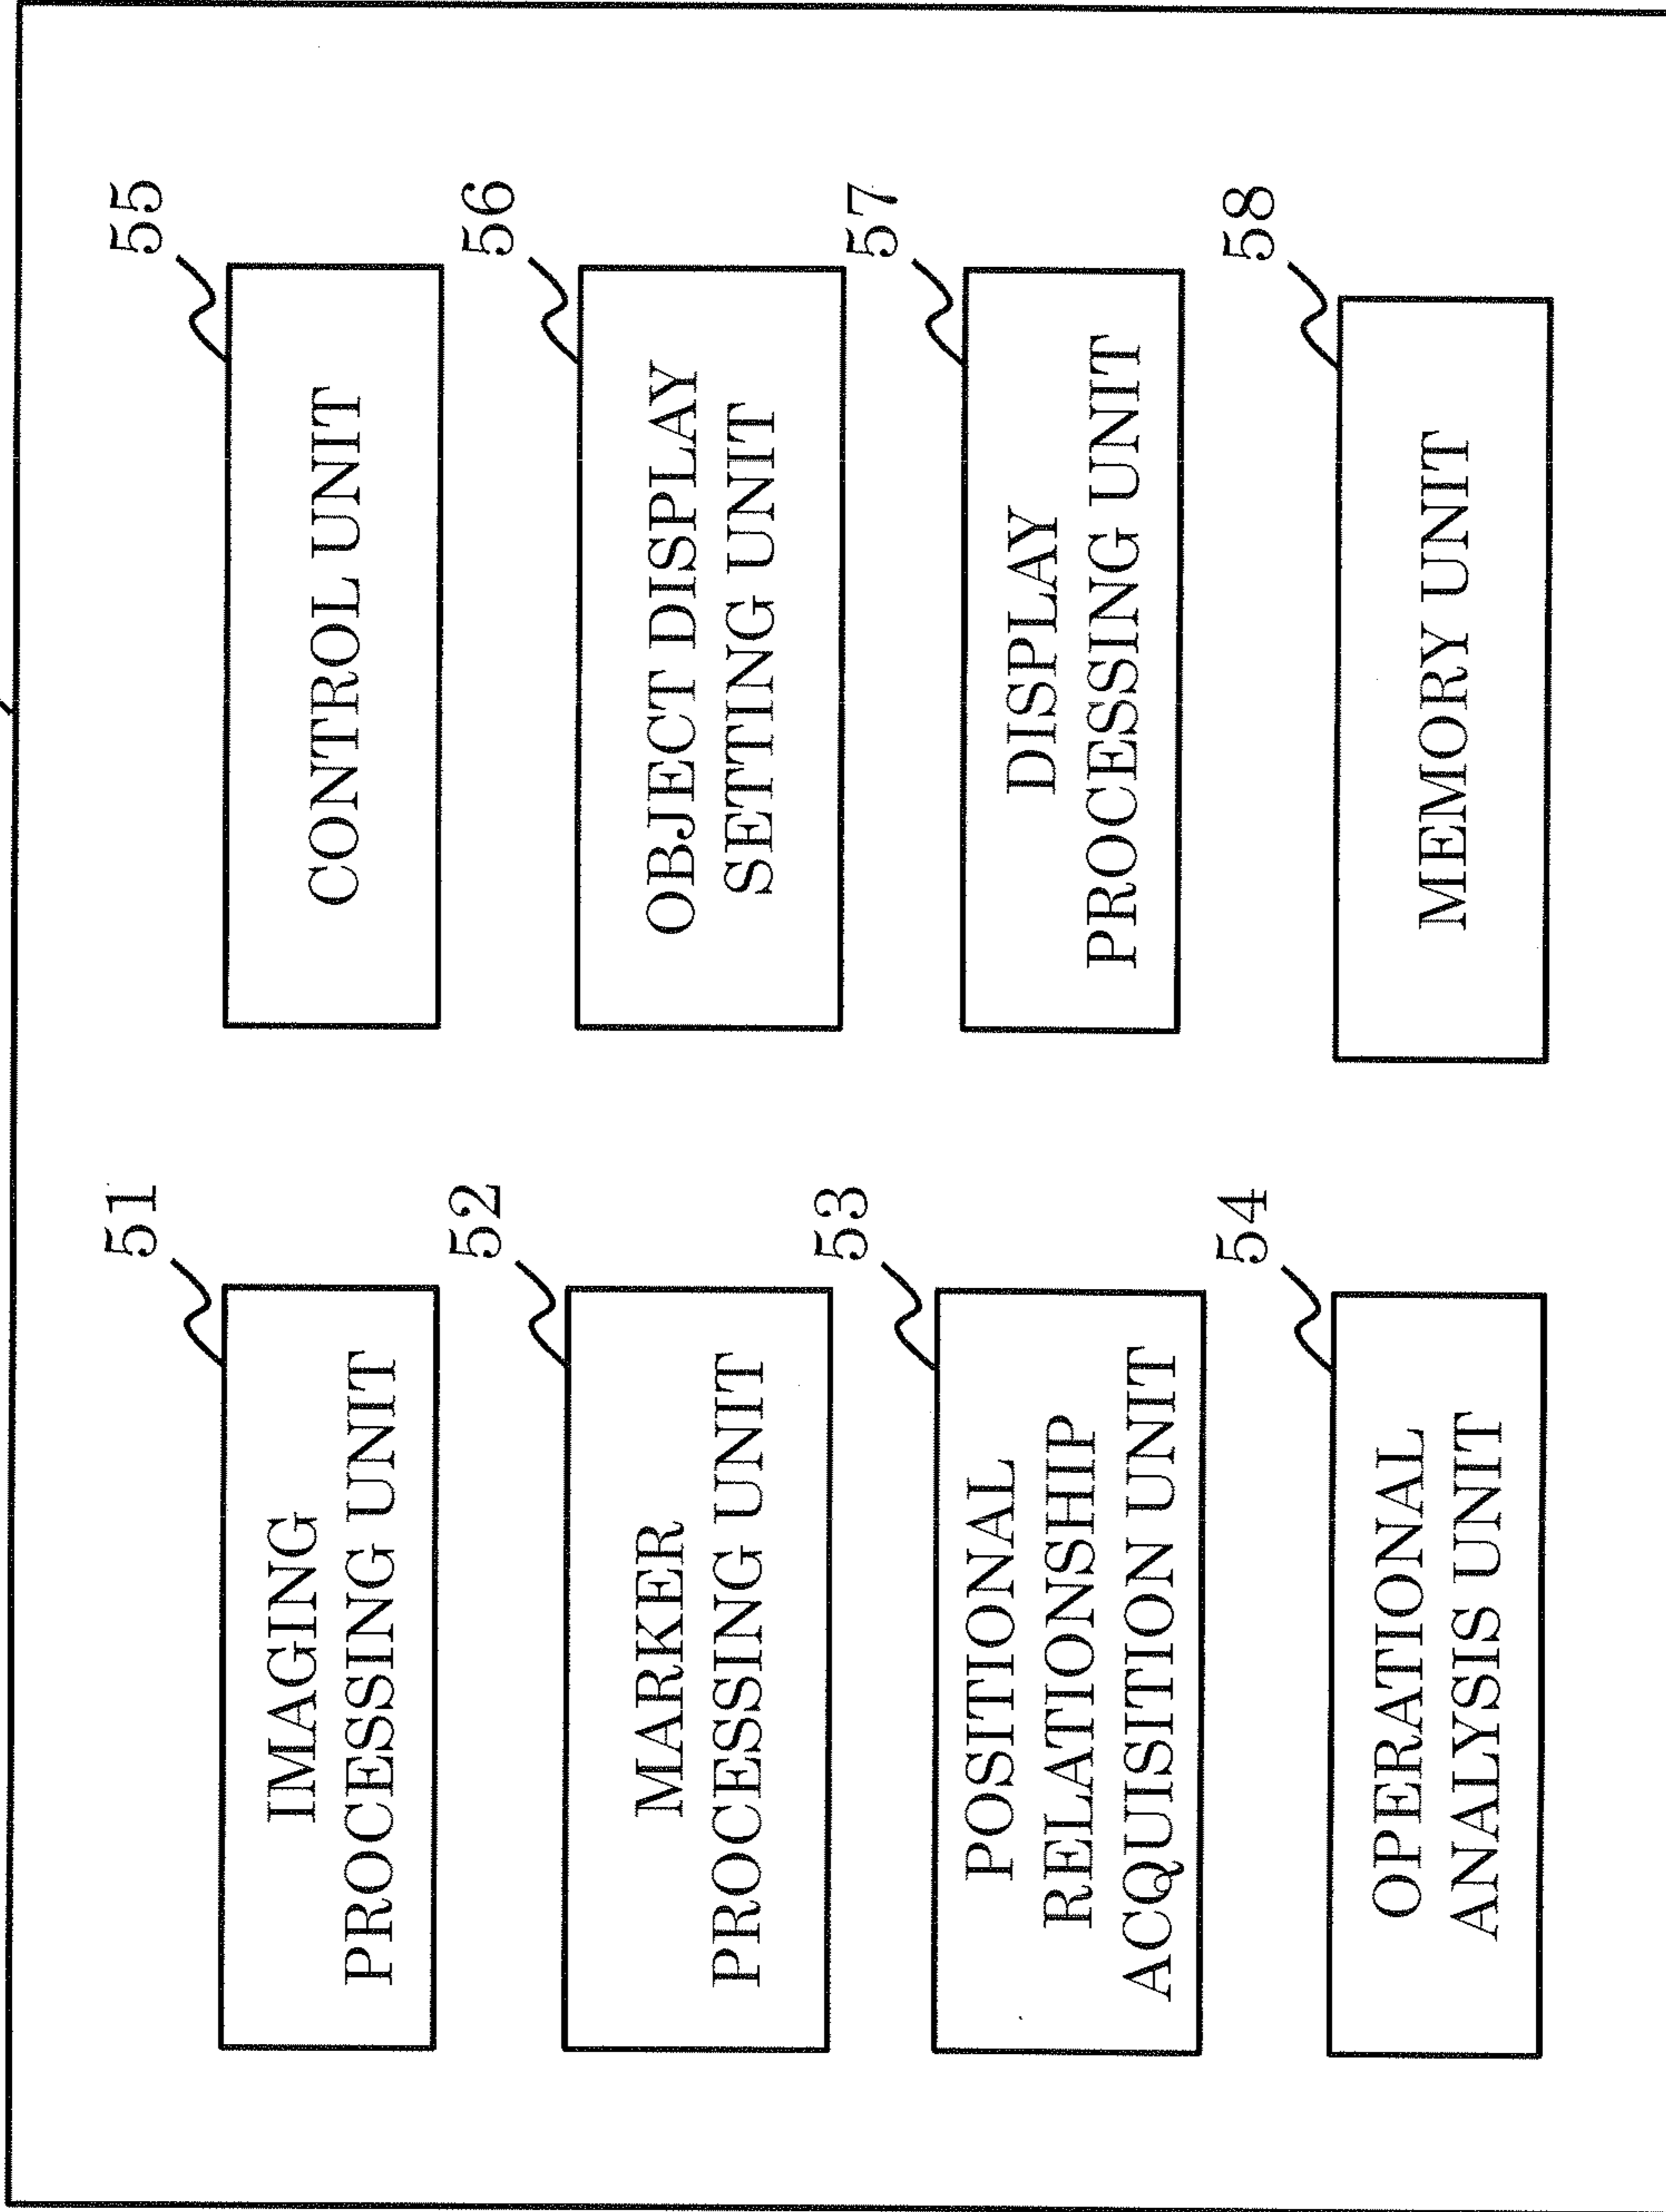 51
IMAGING
PROCESSING UNIT
52
MARKER
PROCESSING UNIT
53
POSITIONAL
RELATIONSHIP
ACQUISITION UNIT
54
OPERATIONAL
ANALYSIS UNIT
55
CONTROL UNIT
56
OBJECT DISPLAY
SETTING UNIT
57
DISPLAY
PROCESSING UNIT
58
MEMORY UNIT